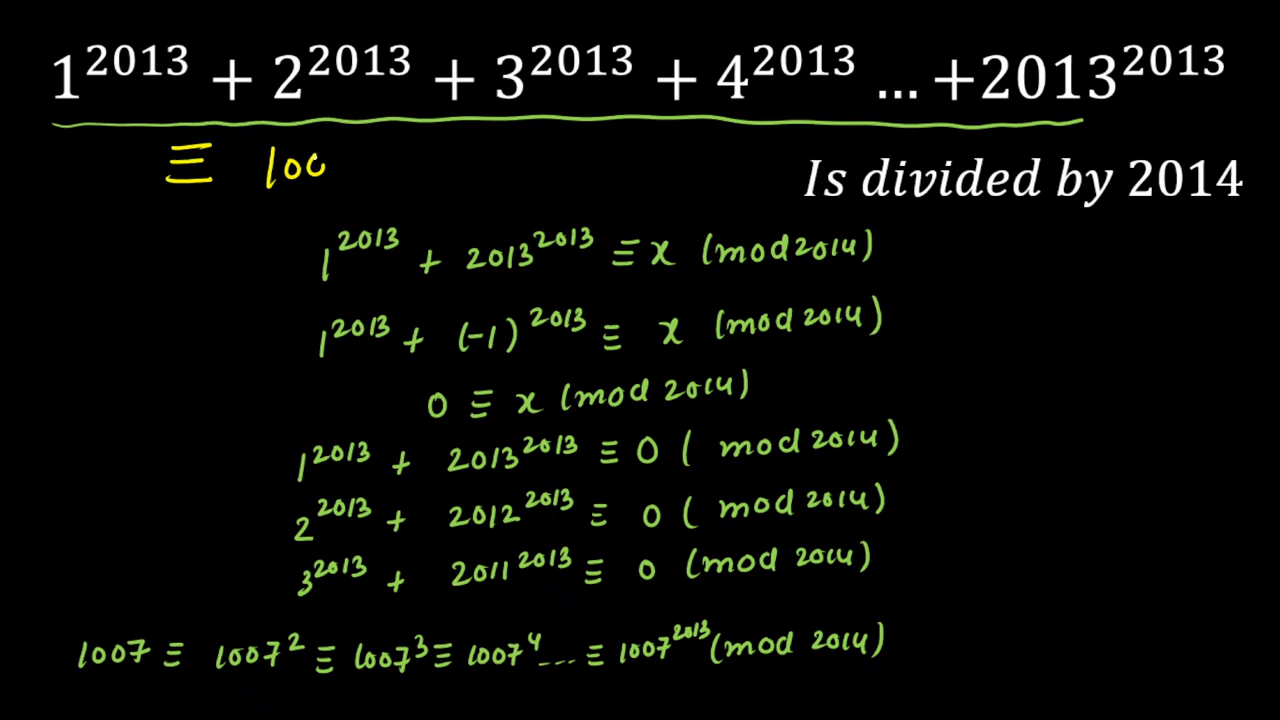 1^2013 + 2^2013 + 3^2013 + 4^2013 ... +2013^2013
≡ 100
Is divided by 2014
1^2013 + 2013^2013 ≡ x (mod 2014)
1^2013 + (-1)^2013 ≡ x (mod 2014)
0 ≡ x (mod 2014)
1^2013 + 2013^2013 ≡ 0 ( mod 2014)
2^2013 + 2012^2013 ≡ 0 ( mod 2014)
3^2013 + 2011^2013 ≡ 0 (mod 2014)
1007 ≡ 1007^2 ≡ 1007^3 ≡ 1007^4 .... ≡ 1007^2013 (mod 2014)